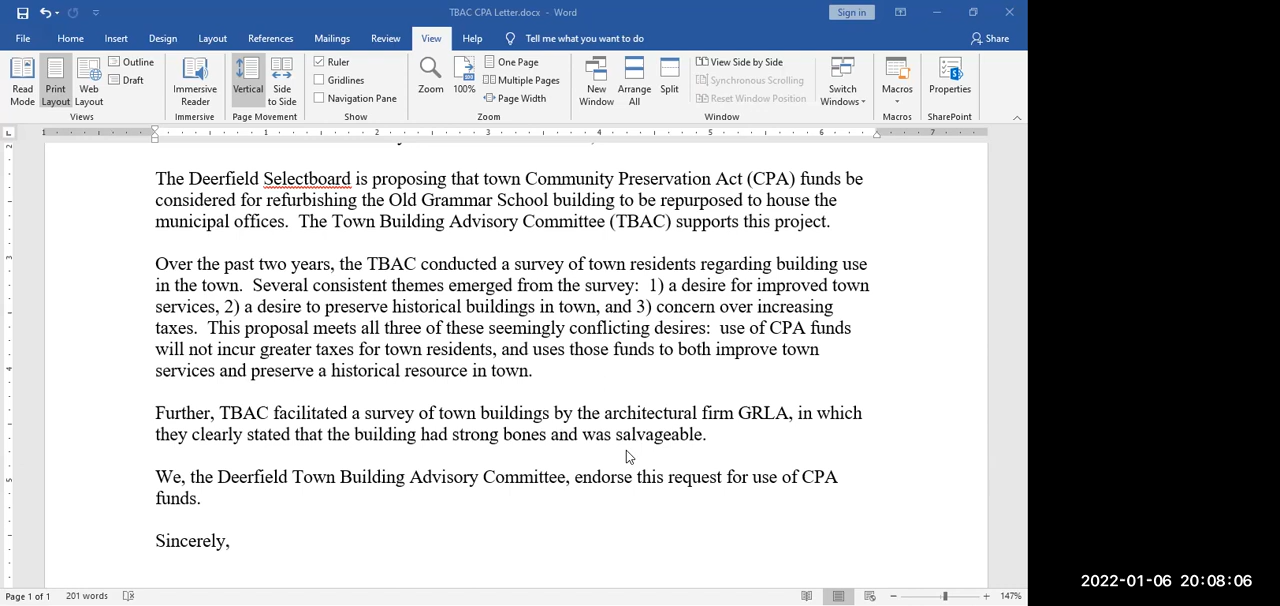 TBAC CPA Letter.docx - Word
Sign in
File Home Insert Design Layout References Mailings Review View Help Tell me what you want to do Share
Read Mode
Print Layout
Web Layout
Outline
Draft
Views
Immersive Reader
Immersive
Vertical
Side to Side
Page Movement
Ruler
Gridlines
Navigation Pane
Show
Zoom
100%
One Page
Multiple Pages
Page Width
Zoom
New Window
Arrange All
Split
View Side by Side
Synchronous Scrolling
Reset Window Position
Window
Switch Windows
Macros
Macros
Properties
SharePoint
1 1 2 3 4 5 6 7
2
3
4
5
The Deerfield Selectboard is proposing that town Community Preservation Act (CPA) funds be
considered for refurbishing the Old Grammar School building to be repurposed to house the
municipal offices. The Town Building Advisory Committee (TBAC) supports this project.
Over the past two years, the TBAC conducted a survey of town residents regarding building use
in the town. Several consistent themes emerged from the survey: 1) a desire for improved town
services, 2) a desire to preserve historical buildings in town, and 3) concern over increasing
taxes. This proposal meets all three of these seemingly conflicting desires: use of CPA funds
will not incur greater taxes for town residents, and uses those funds to both improve town
services and preserve a historical resource in town.
Further, TBAC facilitated a survey of town buildings by the architectural firm GRLA, in which
they clearly stated that the building had strong bones and was salvageable.
We, the Deerfield Town Building Advisory Committee, endorse this request for use of CPA
funds.
Sincerely,
Page 1 of 1 201 words 147%
2022-01-06 20:08:06